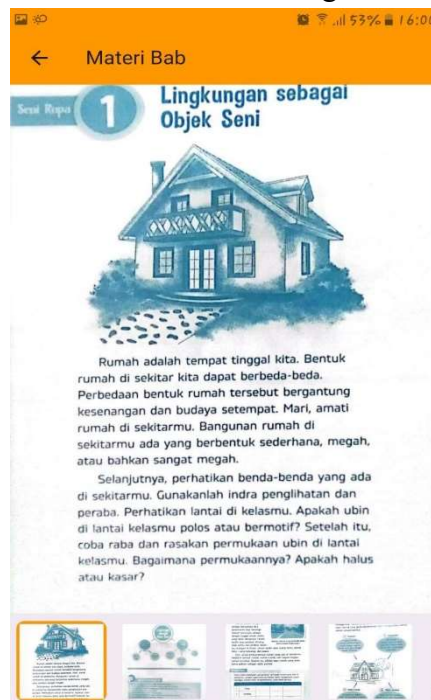 53% 16:00
Materi Bab
Seni Rupa
1
Lingkungan sebagai
Objek Seni
Rumah adalah tempat tinggal kita. Bentuk
rumah di sekitar kita dapat berbeda-beda.
Perbedaan bentuk rumah tersebut bergantung
kesenangan dan budaya setempat. Mari, amati
rumah di sekitarmu. Bangunan rumah di
sekitarmu ada yang berbentuk sederhana, megah,
atau bahkan sangat megah.
Selanjutnya, perhatikan benda-benda yang ada
di sekitarmu. Gunakanlah indra penglihatan dan
peraba. Perhatikan lantai di kelasmu. Apakah ubin
di lantai kelasmu polos atau bermotif? Setelah itu,
coba raba dan rasakan permukaan ubin di lantai
kelasmu. Bagaimana permukaannya? Apakah halus
atau kasar?